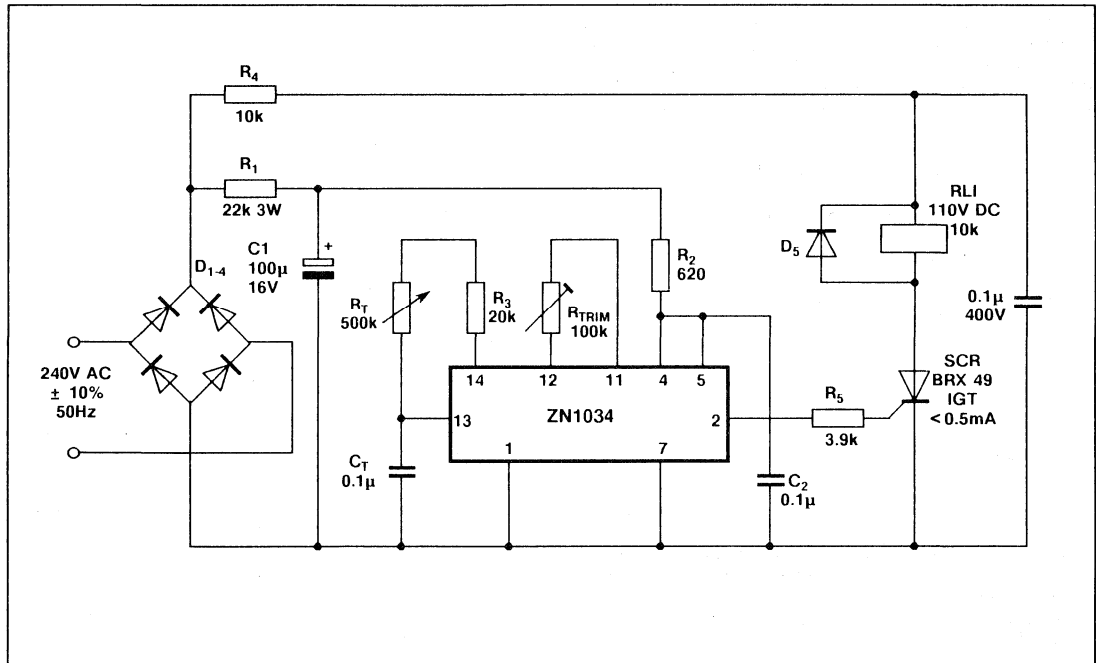 R4
10k
R1
22k 3W
C1
100µ
16V
+
D1-4
240V AC
± 10%
50Hz
RT
500k
R3
20k
RTRIM
100k
R2
620
D5
RLI
110V DC
10k
0.1µ
400V
SCR
BRX 49
IGT
<0.5mA
14
12
11
4
5
13
ZN1034
2
1
7
R5
3.9k
CT
0.1µ
C2
0.1µ